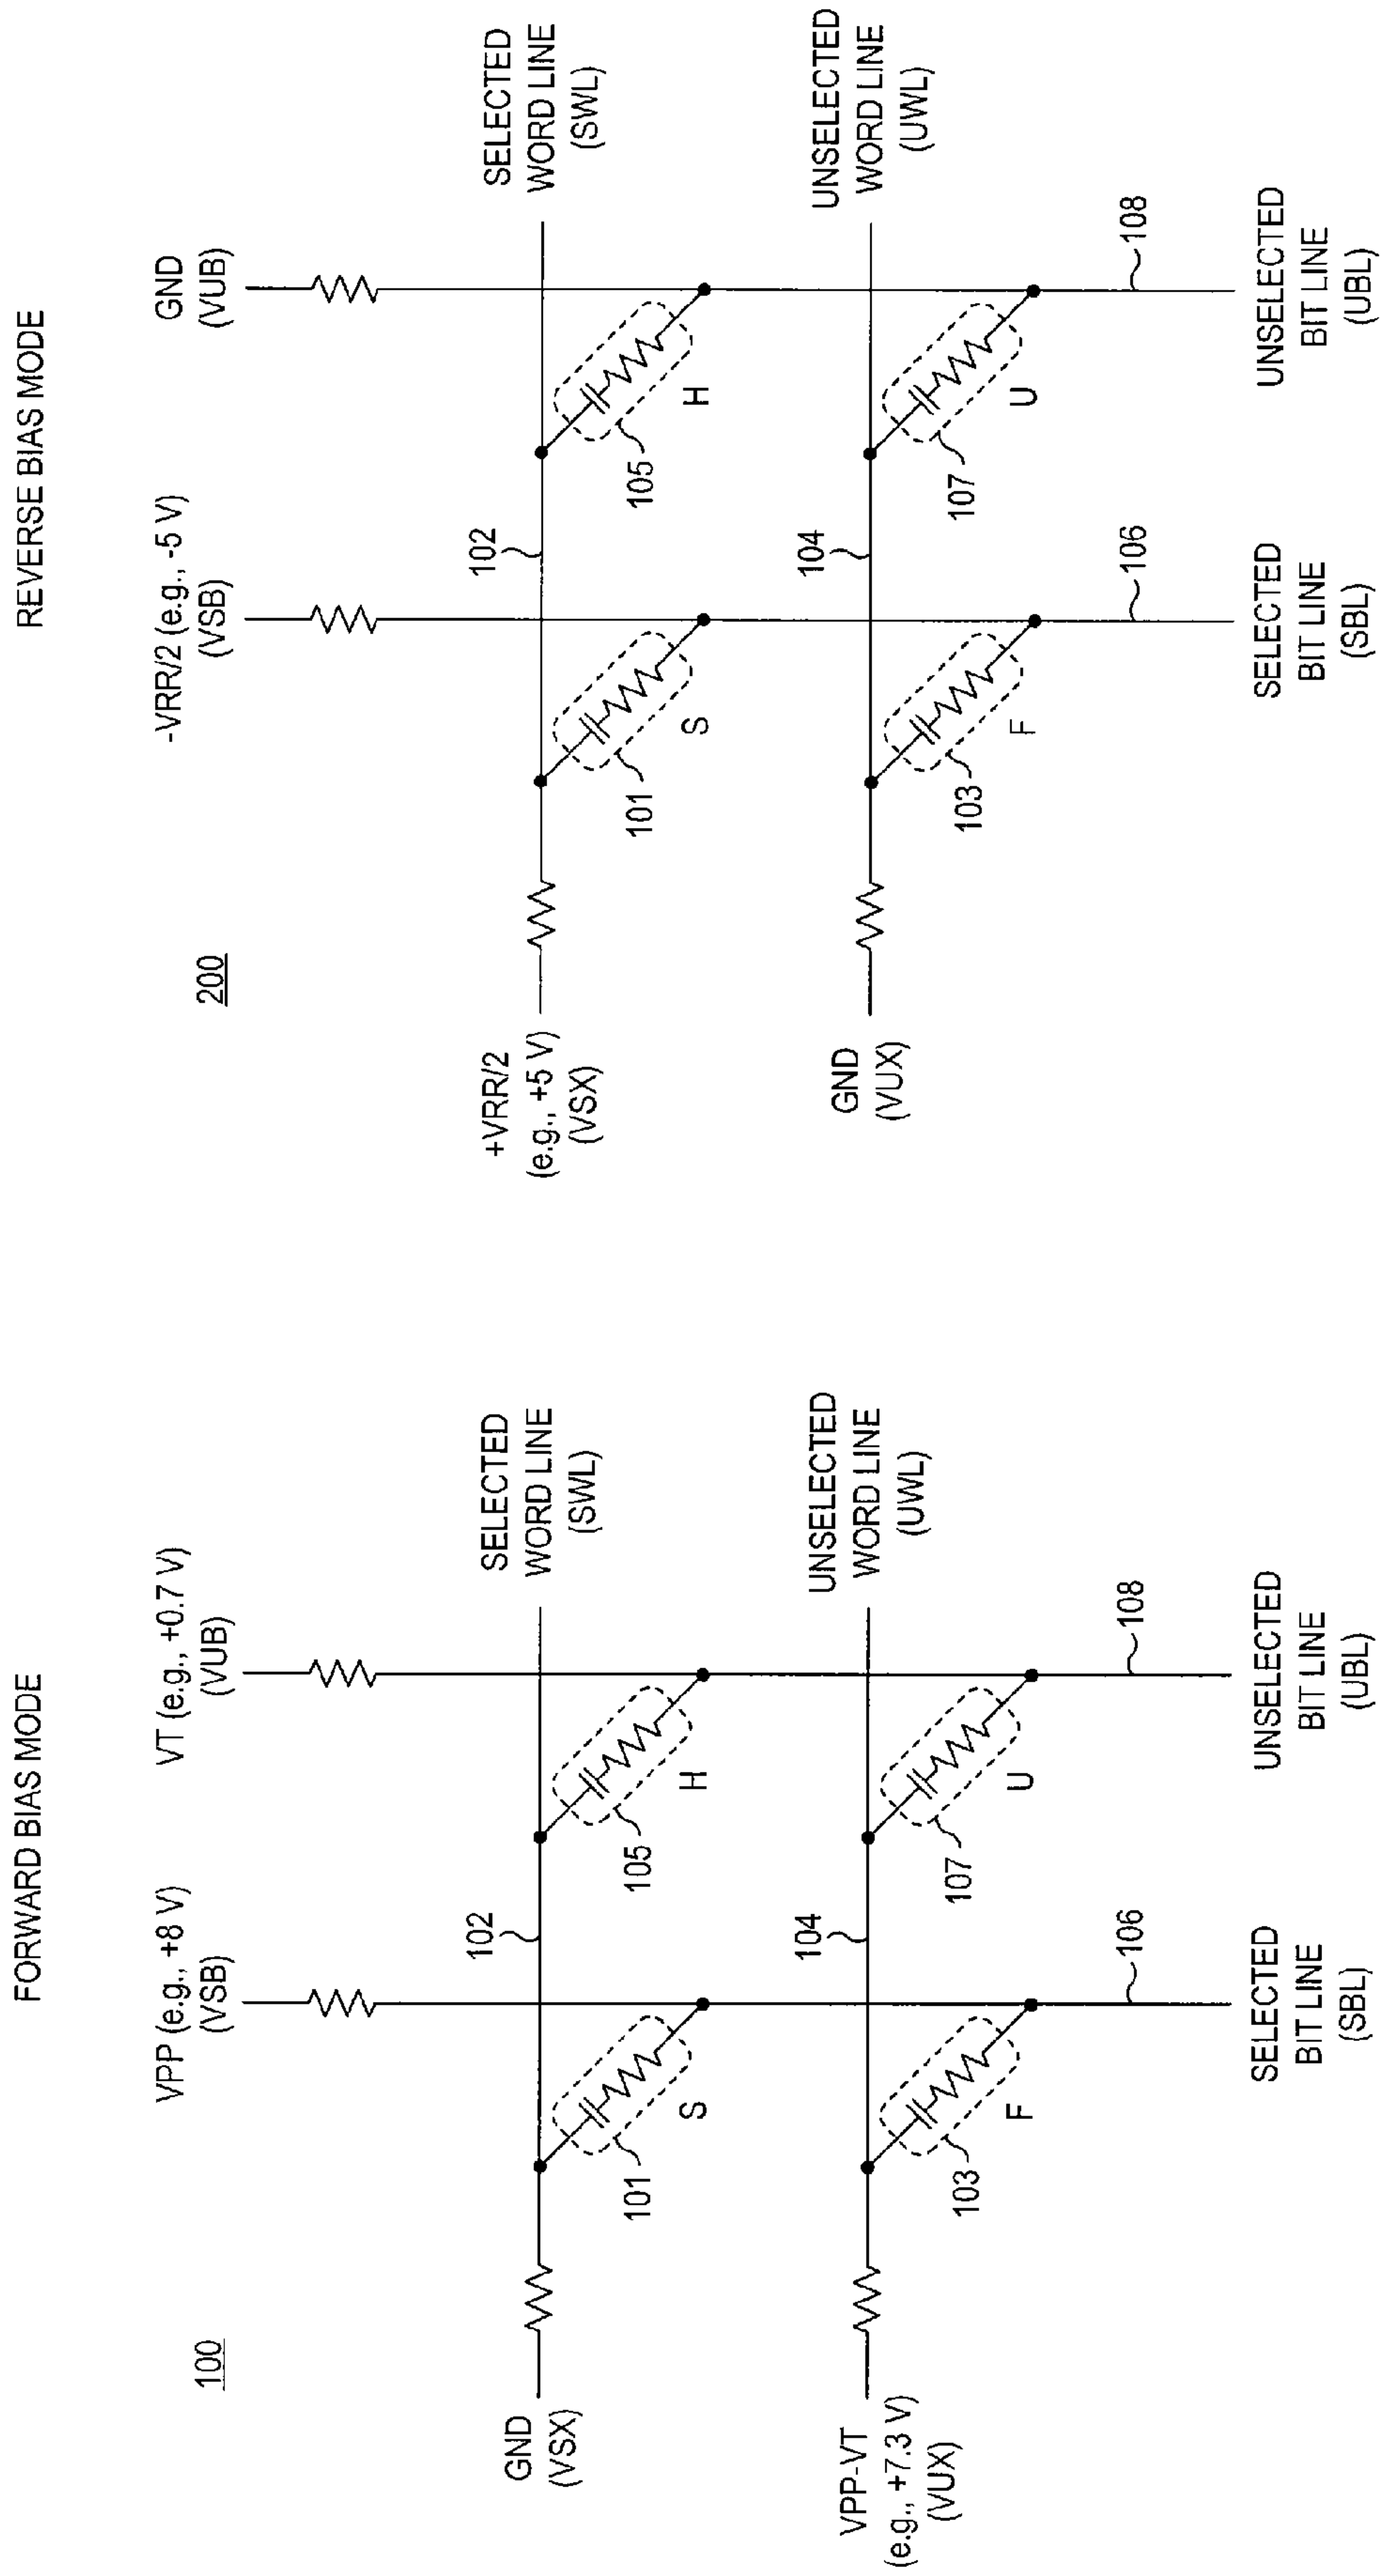 FORWARD BIAS MODE
100
VPP (e.g., +8 V)
(VSB)
VT (e.g., +0.7 V)
(VUB)
GND
(VSX)
102
SELECTED
WORD LINE
(SWL)
101
S
105
H
VPP-VT
(e.g., +7.3 V)
(VUX)
104
UNSELECTED
WORD LINE
(UWL)
103
F
107
U
106
108
SELECTED
BIT LINE
(SBL)
UNSELECTED
BIT LINE
(UBL)
REVERSE BIAS MODE
200
-VRR/2 (e.g., -5 V)
(VSB)
GND
(VUB)
+VRR/2
(e.g., +5 V)
(VSX)
102
SELECTED
WORD LINE
(SWL)
101
S
105
H
GND
(VUX)
104
UNSELECTED
WORD LINE
(UWL)
103
F
107
U
106
108
SELECTED
BIT LINE
(SBL)
UNSELECTED
BIT LINE
(UBL)